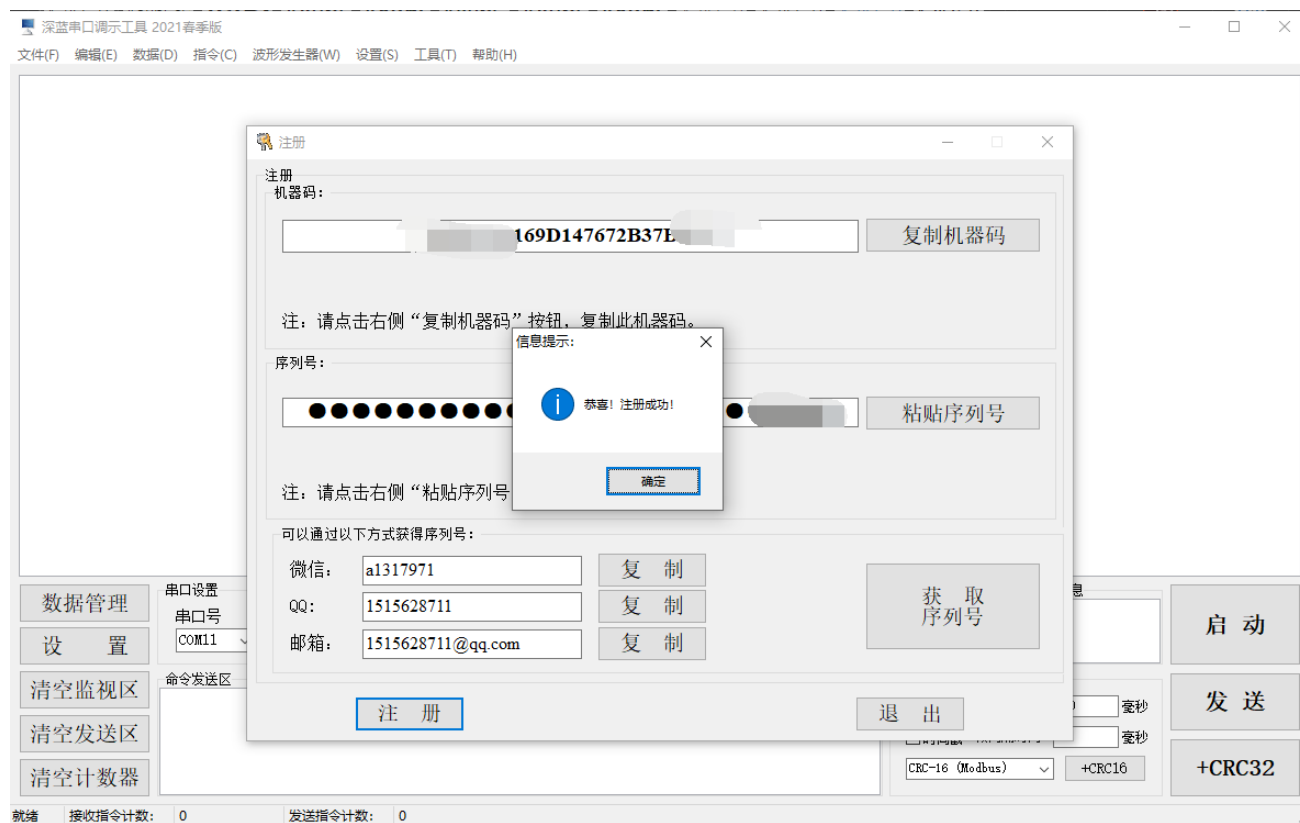 深蓝串口调示工具 2021春季版
文件(F) 编辑(E) 数据(D) 指令(C) 波形发生器(W) 设置(S) 工具(T) 帮助(H)
注册
注册
机器码:
169D147672B37
复制机器码
注: 请点击右侧“复制机器码”按钮, 复制此机器码。
信息提示:
恭喜! 注册成功!
确定
序列号:
粘贴序列号
注: 请点击右侧“粘贴序列号
可以通过以下方式获得序列号:
微信: a1317971 复 制
QQ: 1515628711 复 制
邮箱: 1515628711@qq.com 复 制
获 取
序列号
注 册
退 出
数据管理
设 置
清空监视区
清空发送区
清空计数器
串口设置
串口号
COM11
命令发送区
息
启 动
发 送
+CRC32
毫秒
毫秒
CRC-16 (Modbus)
+CRC16
就绪 接收指令计数: 0 发送指令计数: 0